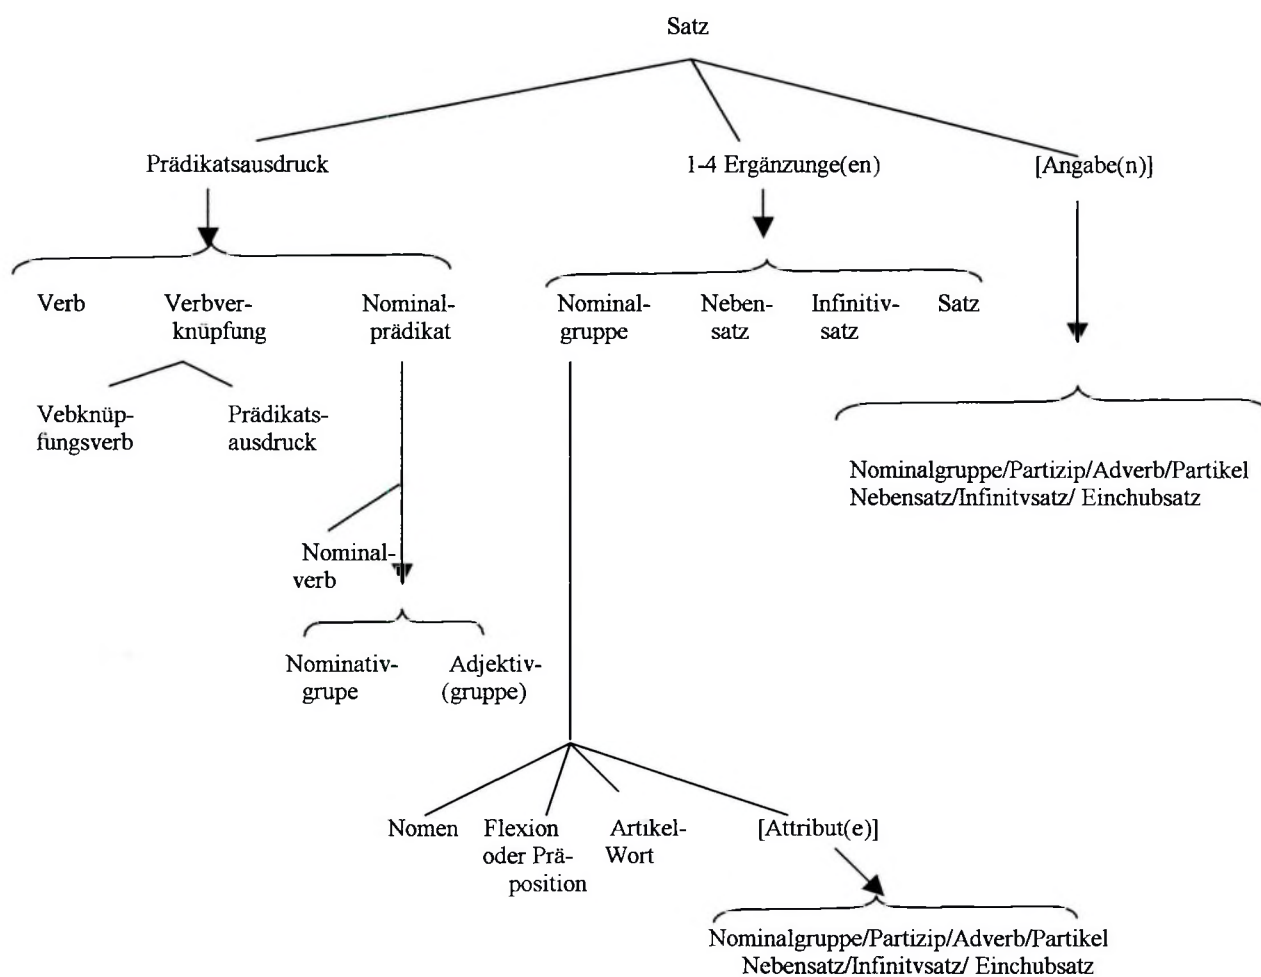 Satz
Prädikatsausdruck
1-4 Ergänzunge(en)
[Angabe(n)]
Verb
Verbver-
knüpfung
Nominal-
prädikat
Nominal-
gruppe
Neben-
satz
Infinitiv-
satz
Satz
Vebknüp-
fungsverb
Prädikats-
ausdruck
Nominalgruppe/Partizip/Adverb/Partikel
Nebensatz/Infinitvsatz/ Einchubsatz
Nominal-
verb
Nominativ-
grupe
Adjektiv-
(gruppe)
Nomen
Flexion
oder Prä-
position
Artikel-
Wort
[Attribut(e)]
Nominalgruppe/Partizip/Adverb/Partikel
Nebensatz/Infinitvsatz/ Einchubsatz